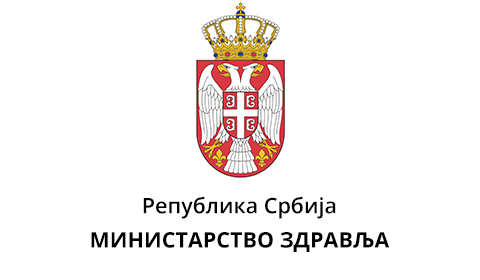 Република Србија
МИНИСТАРСТВО ЗДРАВЉА